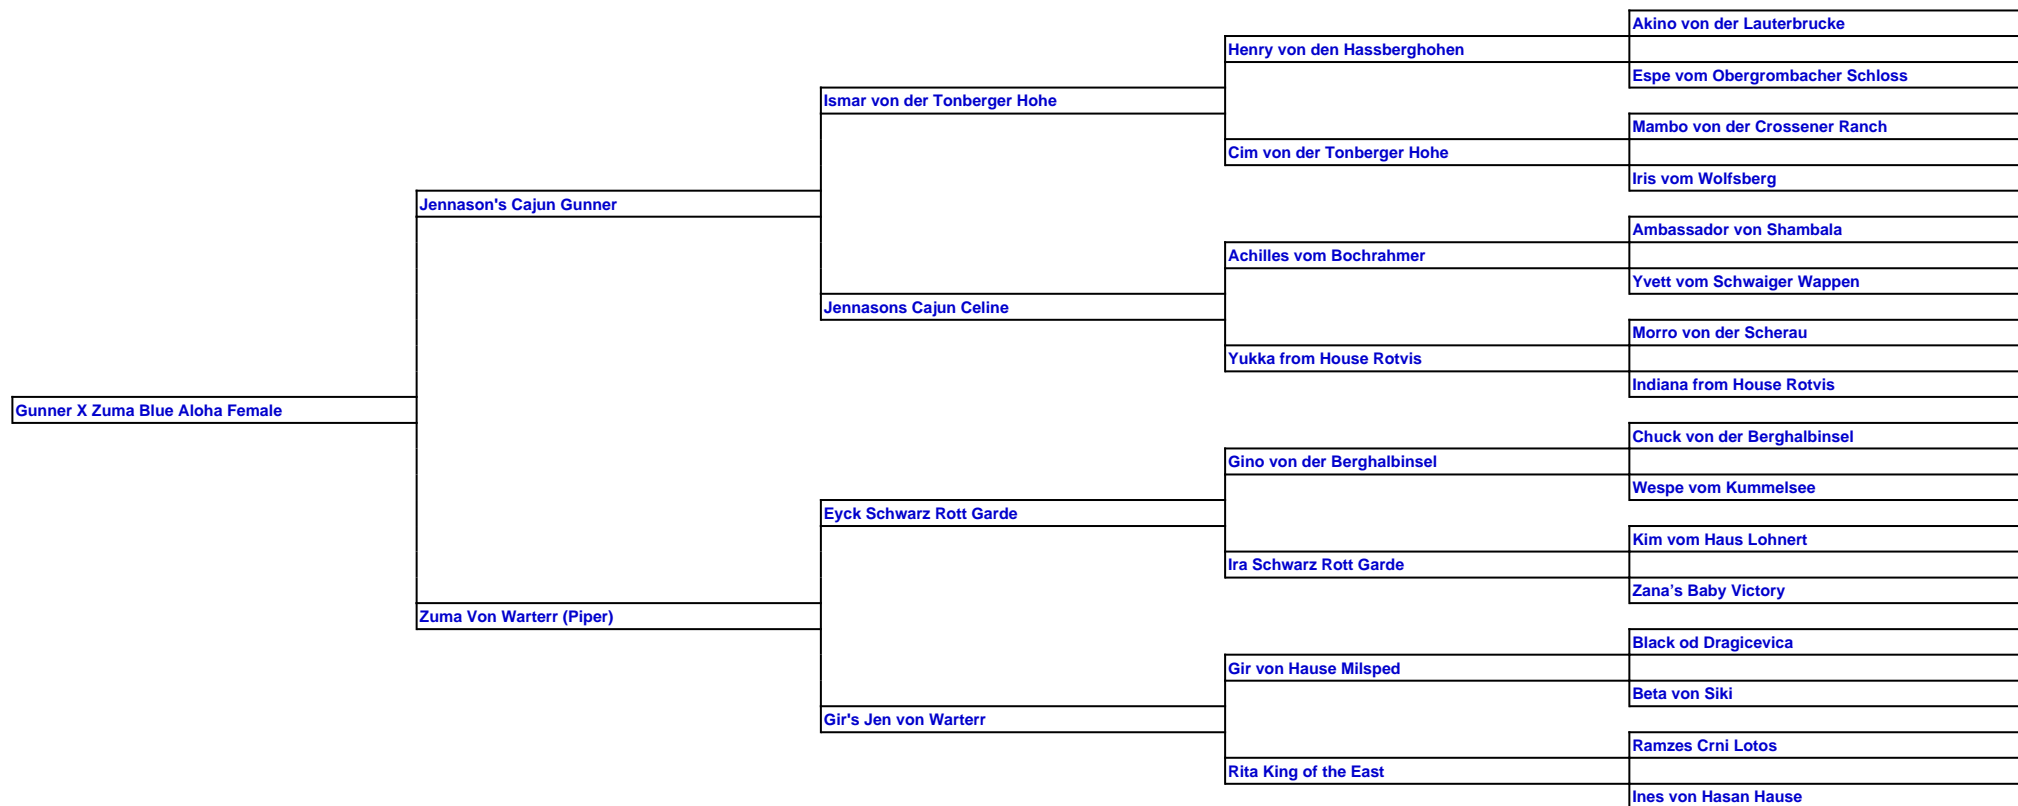 Akino von der Lauterbrucke
Henry von den Hassberghohen
Espe vom Obergrombacher Schloss
Ismar von der Tonberger Hohe
Mambo von der Crossener Ranch
Cim von der Tonberger Hohe
Iris vom Wolfsberg
Jennason's Cajun Gunner
Ambassador von Shambala
Achilles vom Bochrahmer
Yvett vom Schwaiger Wappen
Jennasons Cajun Celine
Morro von der Scherau
Yukka from House Rotvis
Indiana from House Rotvis
Gunner X Zuma Blue Aloha Female
Chuck von der Berghalbinsel
Gino von der Berghalbinsel
Wespe vom Kummelsee
Eyck Schwarz Rott Garde
Kim vom Haus Lohnert
Ira Schwarz Rott Garde
Zana’s Baby Victory
Zuma Von Warterr (Piper)
Black od Dragicevica
Gir von Hause Milsped
Beta von Siki
Gir's Jen von Warterr
Ramzes Crni Lotos
Rita King of the East
Ines von Hasan Hause